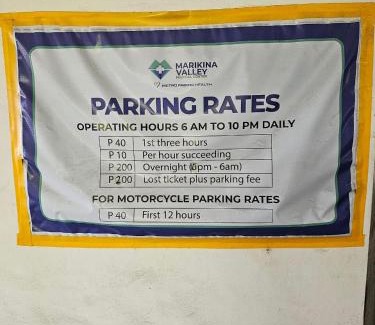 MARIKINA
VALLEY
MEDICAL CENTER
METRO PACIFIC HEALTH
PARKING RATES
OPERATING HOURS 6 AM TO 10 PM DAILY
P 40 1st three hours
P 10 Per hour succeeding
P 200 Overnight (6pm - 6am)
P 200 Lost ticket plus parking fee
FOR MOTORCYCLE PARKING RATES
P 40 First 12 hours